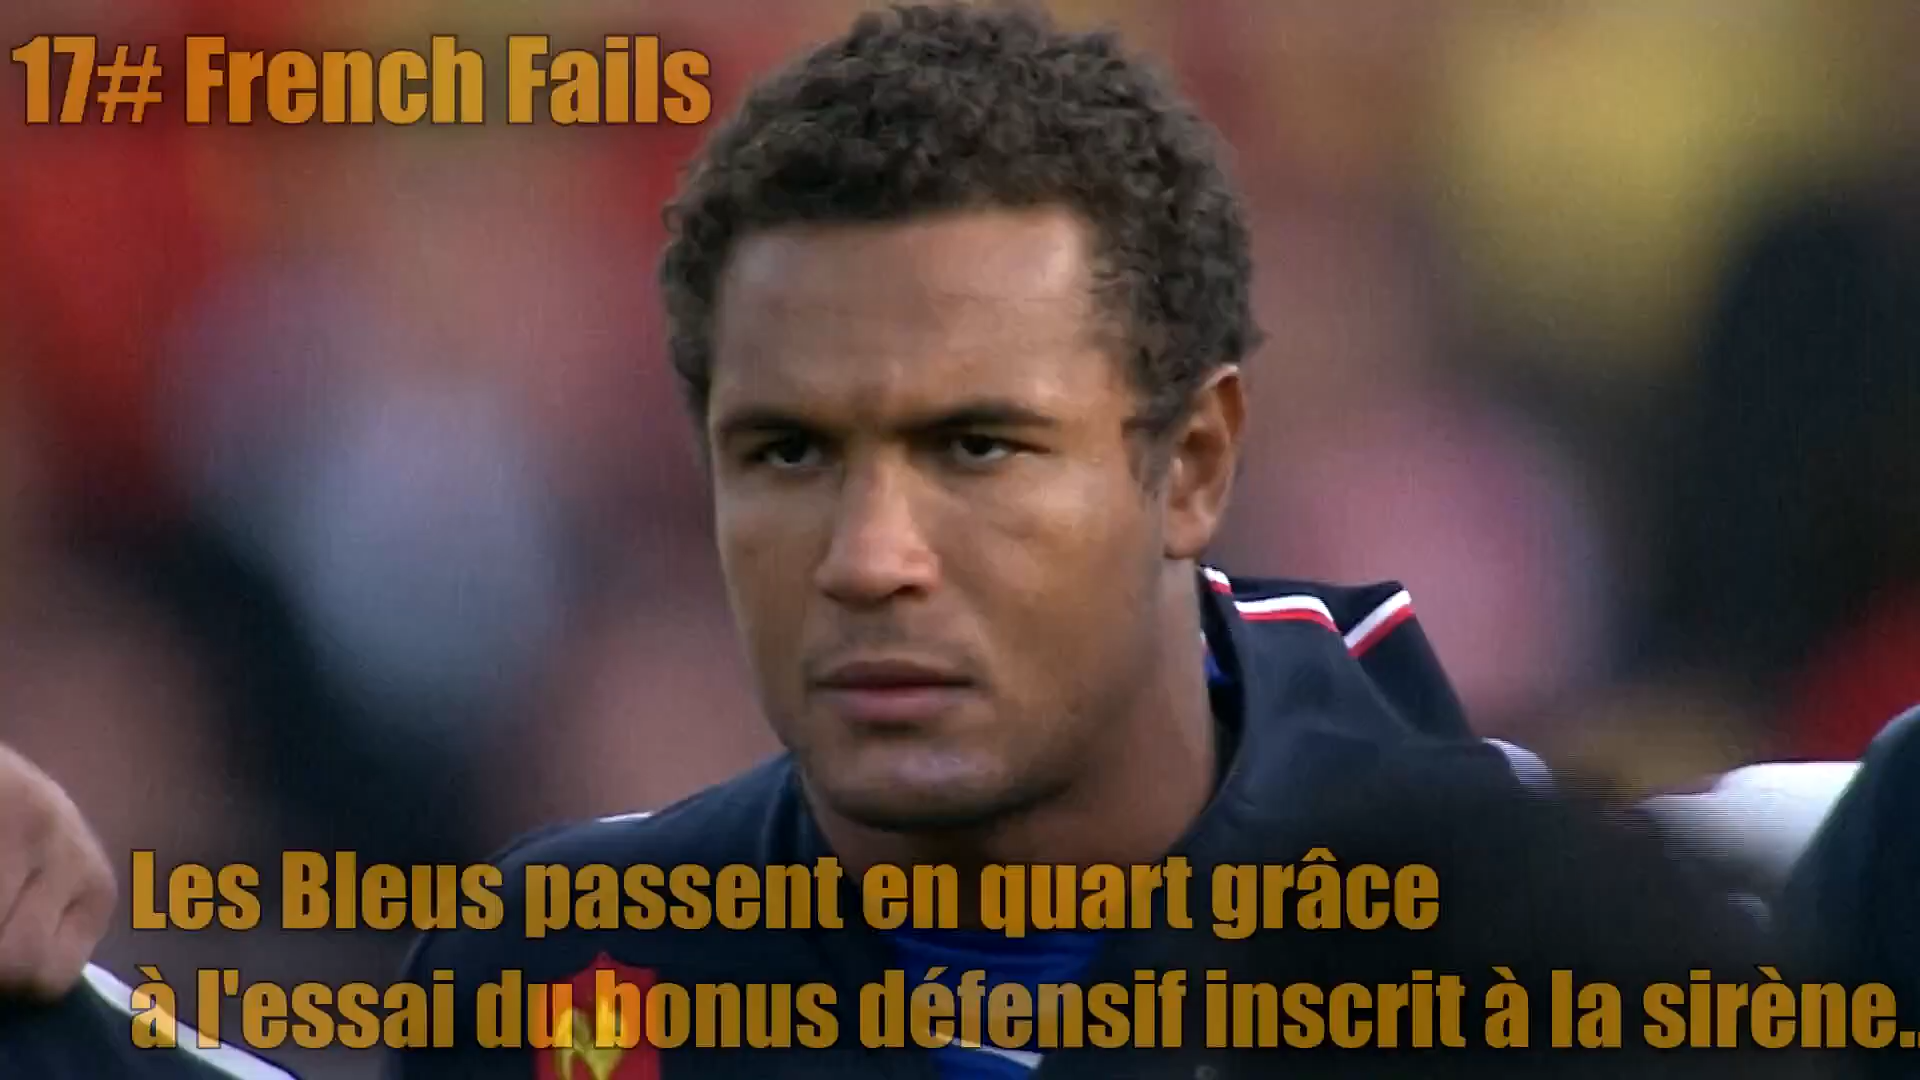 17# French Fails
Les Bleus passent en quart grâce
à l'essai du bonus défensif inscrit à la sirène..